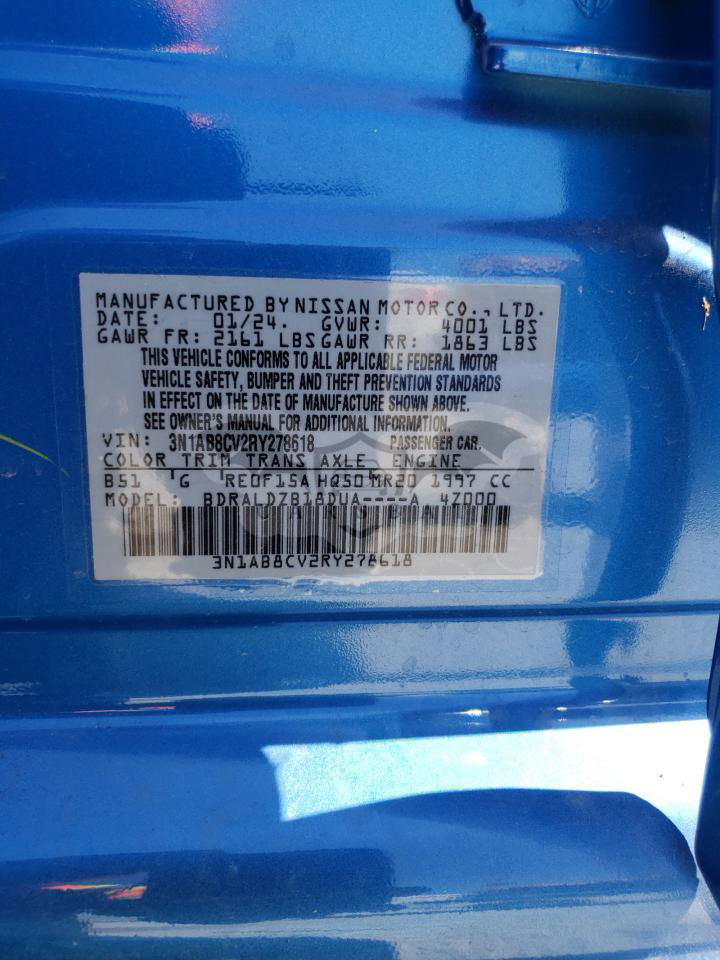 MANUFACTURED BY NISSAN MOTOR CO., LTD.
DATE: 01/24. GVWR: 4001 LBS
GAWR FR: 2161 LBS GAWR RR: 1863 LBS
THIS VEHICLE CONFORMS TO ALL APPLICABLE FEDERAL MOTOR
VEHICLE SAFETY, BUMPER AND THEFT PREVENTION STANDARDS
IN EFFECT ON THE DATE OF MANUFACTURE SHOWN ABOVE.
SEE OWNER'S MANUAL FOR ADDITIONAL INFORMATION.
VIN: 3N1AB8CV2RY278618 PASSENGER CAR.
COLOR TRIM TRANS AXLE ENGINE
B51 G RE0F15A HQ50 MR20 1997 CC
MODEL: BDRALDZB18DUA----A 4Z000
3N1AB8CV2RY278618